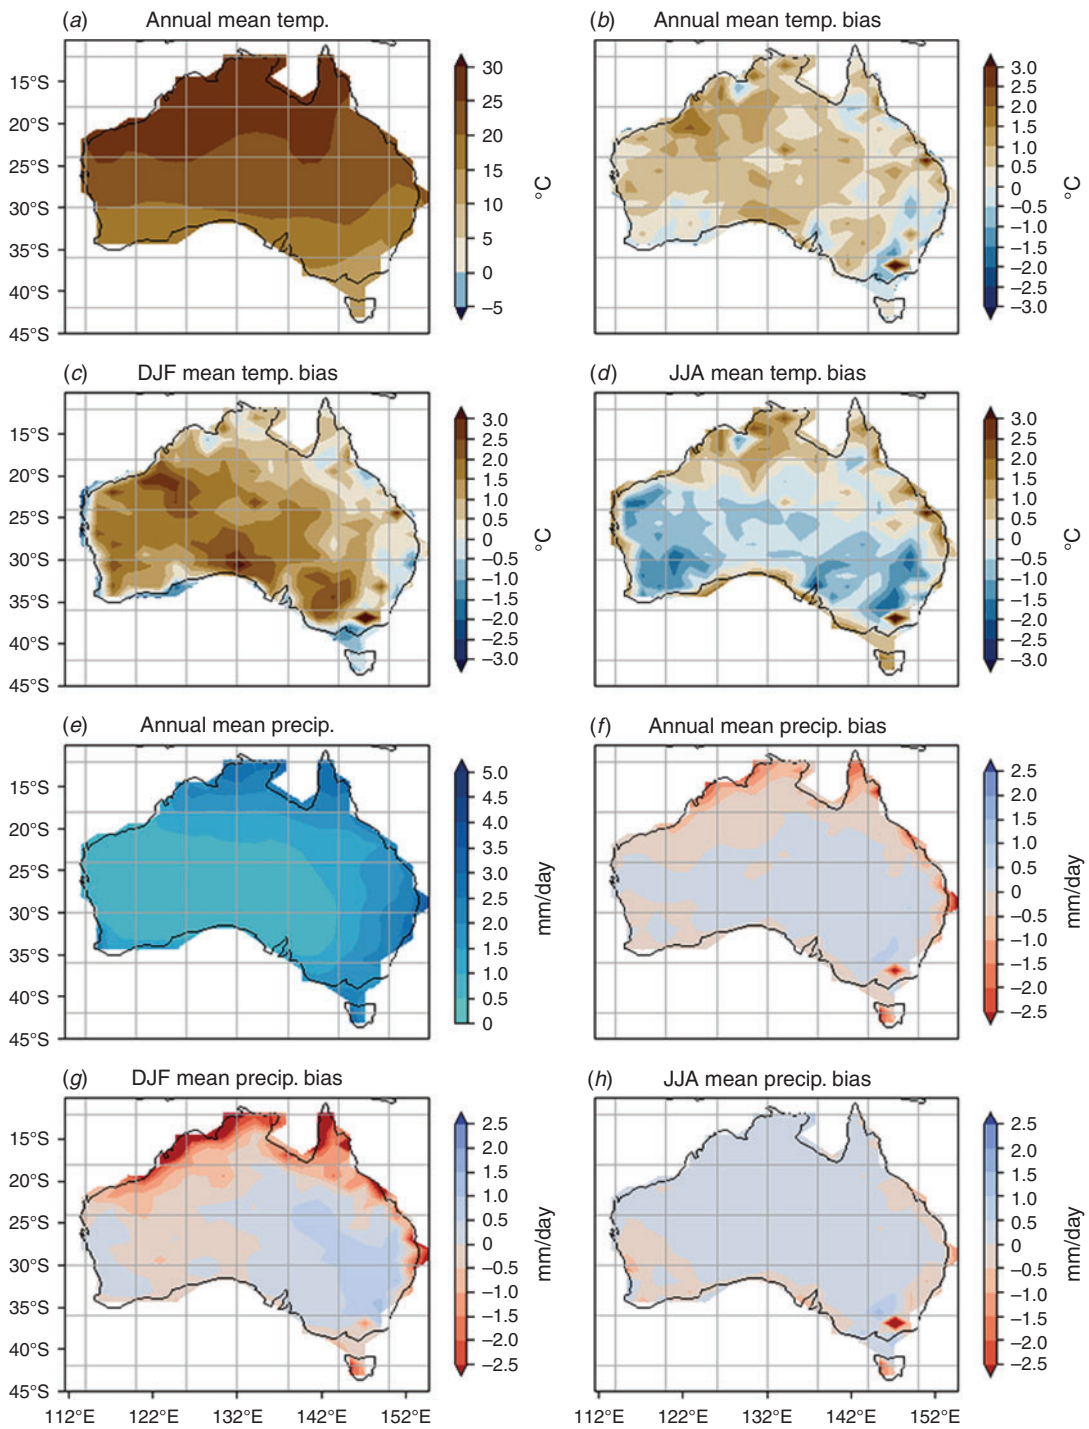 (a) Annual mean temp.
15°S
20°S
25°S
30°S
35°S
40°S
45°S
30
25
20
15
10
5
0
−5
°C
(b) Annual mean temp. bias
3.0
2.5
2.0
1.5
1.0
0.5
0
−0.5
−1.0
−1.5
−2.0
−2.5
−3.0
°C
(c) DJF mean temp. bias
15°S
20°S
25°S
30°S
35°S
40°S
45°S
3.0
2.5
2.0
1.5
1.0
0.5
0
−0.5
−1.0
−1.5
−2.0
−2.5
−3.0
°C
(d) JJA mean temp. bias
3.0
2.5
2.0
1.5
1.0
0.5
0
−0.5
−1.0
−1.5
−2.0
−2.5
−3.0
°C
(e) Annual mean precip.
15°S
20°S
25°S
30°S
35°S
40°S
45°S
5.0
4.5
4.0
3.5
3.0
2.5
2.0
1.5
1.0
0.5
0
mm/day
(f) Annual mean precip. bias
2.5
2.0
1.5
1.0
0.5
0
−0.5
−1.0
−1.5
−2.0
−2.5
mm/day
(g) DJF mean precip. bias
15°S
20°S
25°S
30°S
35°S
40°S
45°S
112°E 122°E 132°E 142°E 152°E
2.5
2.0
1.5
1.0
0.5
0
−0.5
−1.0
−1.5
−2.0
−2.5
mm/day
(h) JJA mean precip. bias
112°E 122°E 132°E 142°E 152°E
2.5
2.0
1.5
1.0
0.5
0
−0.5
−1.0
−1.5
−2.0
−2.5
mm/day